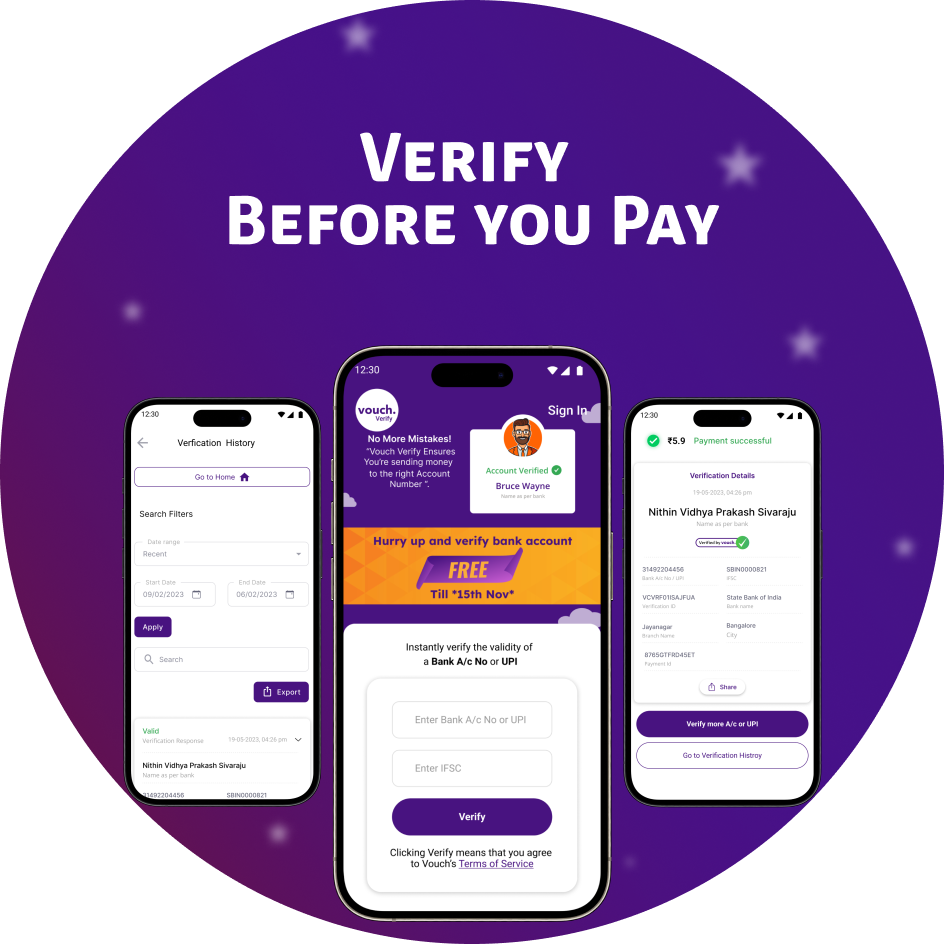 Verify
Before you Pay
12:30
Verfication History
Go to Home
Search Filters
Date range
Recent
Start Date
09/02/2023
End Date
06/02/2023
Apply
Search
Export
Valid
Verification Response
19-05-2023, 04:26 pm
Nithin Vidhya Prakash Sivaraju
Name as per bank
31492204456
SBIN0000821
12:30
vouch.
Verify
Sign In
No More Mistakes!
"Vouch Verify Ensures
You're sending money
to the right Account
Number ".
Account Verified
Bruce Wayne
Name as per bank
Hurry up and verify bank account
FREE
Till *15th Nov*
Instantly verify the validity of
a Bank A/c No or UPI
Enter Bank A/c No or UPI
Enter IFSC
Verify
Clicking Verify means that you agree
to Vouch's Terms of Service
12:30
₹5.9 Payment successful
Verification Details
19-05-2023, 04:26 pm
Nithin Vidhya Prakash Sivaraju
Name as per bank
Verified by vouch.
31492204456
Bank A/c No / UPI
SBIN0000821
IFSC
VCVRF01ISAJFUA
Verification ID
State Bank of India
Bank name
Jayanagar
Branch Name
Bangalore
City
8765GTFRD45ET
Payment Id
Share
Verify more A/c or UPI
Go to Verification Histroy